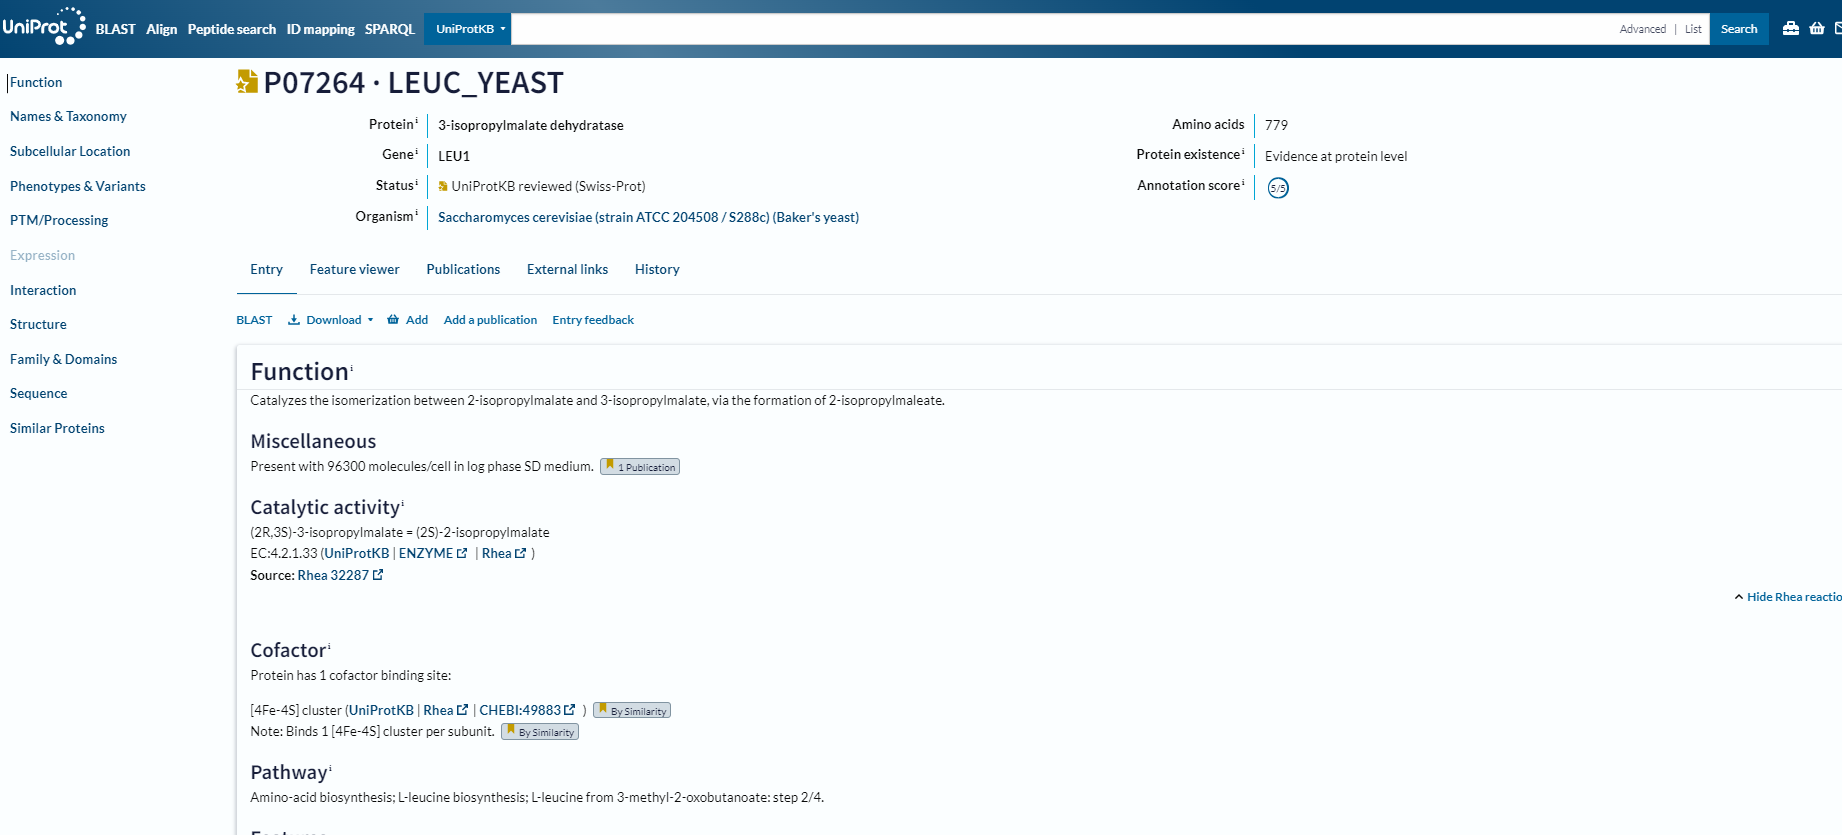 UniProt BLAST Align Peptide search ID mapping SPARQL UniProtKB Advanced | List Search
Function
Names & Taxonomy
Subcellular Location
Phenotypes & Variants
PTM/Processing
Expression
Interaction
Structure
Family & Domains
Sequence
Similar Proteins
P07264 · LEUC_YEAST
Protein i 3-isopropylmalate dehydratase
Gene i LEU1
Status i UniProtKB reviewed (Swiss-Prot)
Organism i Saccharomyces cerevisiae (strain ATCC 204508 / S288c) (Baker's yeast)
Amino acids 779
Protein existence i Evidence at protein level
Annotation score i 5/5
Entry Feature viewer Publications External links History
BLAST Download Add Add a publication Entry feedback
Function i
Catalyzes the isomerization between 2-isopropylmalate and 3-isopropylmalate, via the formation of 2-isopropylmaleate.
Miscellaneous
Present with 96300 molecules/cell in log phase SD medium. 1 Publication
Catalytic activity i
(2R,3S)-3-isopropylmalate = (2S)-2-isopropylmalate
EC:4.2.1.33 (UniProtKB | ENZYME | Rhea )
Source: Rhea 32287
Hide Rhea reactio
Cofactor i
Protein has 1 cofactor binding site:
[4Fe-4S] cluster (UniProtKB | Rhea | CHEBI:49883 ) By Similarity
Note: Binds 1 [4Fe-4S] cluster per subunit. By Similarity
Pathway i
Amino-acid biosynthesis; L-leucine biosynthesis; L-leucine from 3-methyl-2-oxobutanoate: step 2/4.